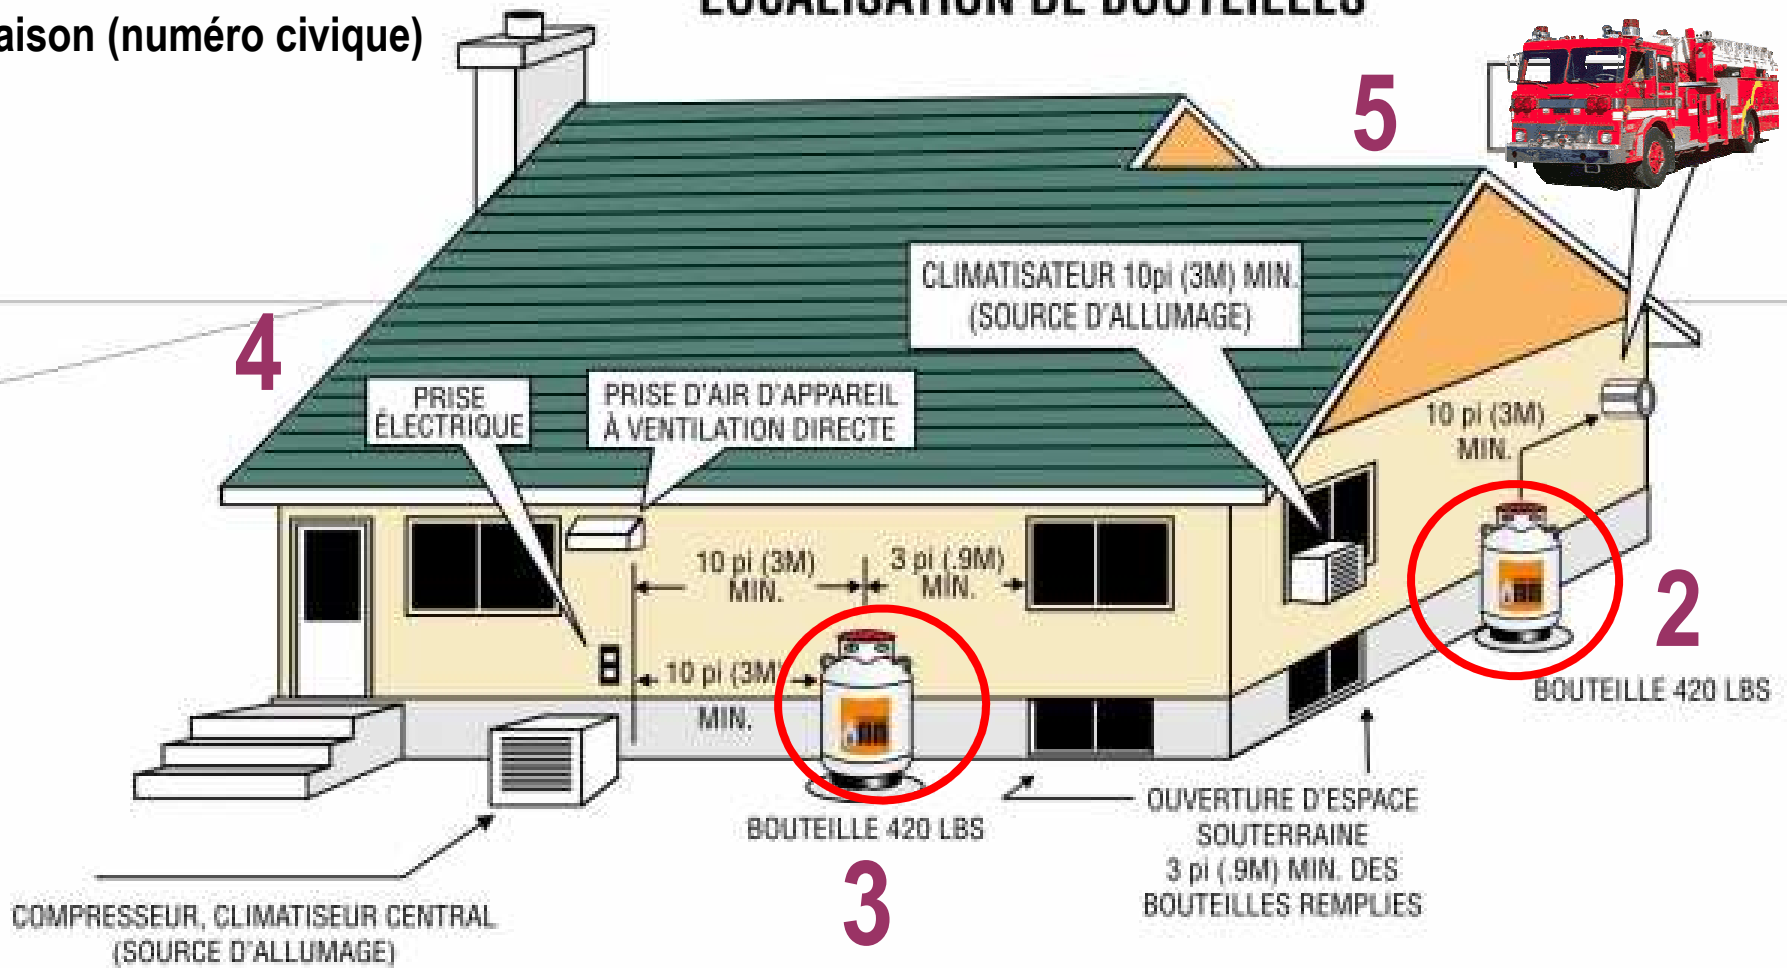 LOCALISATION DE BOUTEILLES
aison (numéro civique)
5
CLIMATISATEUR 10pi (3M) MIN.
(SOURCE D'ALLUMAGE)
4
PRISE
ÉLECTRIQUE
PRISE D'AIR D'APPAREIL
À VENTILATION DIRECTE
10 pi (3M)
MIN.
10 pi (3M)
MIN.
3 pi (.9M)
MIN.
2
10 pi (3M)
MIN.
BOUTEILLE 420 LBS
BOUTEILLE 420 LBS
3
OUVERTURE D'ESPACE
SOUTERRAINE
3 pi (.9M) MIN. DES
BOUTEILLES REMPLIES
COMPRESSEUR, CLIMATISEUR CENTRAL
(SOURCE D'ALLUMAGE)